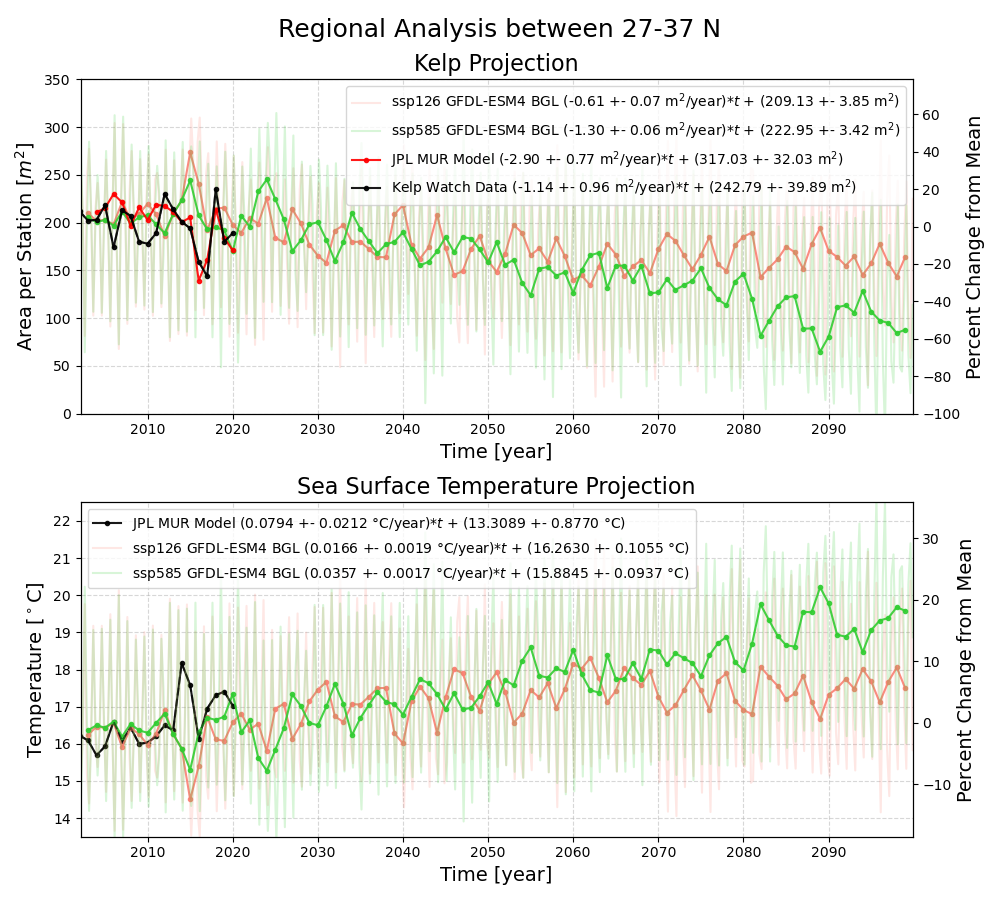 Regional Analysis between 27-37 N
Kelp Projection
350
300
250
200
150
100
50
0
Area per Station [m²]
ssp126 GFDL-ESM4 BGL (-0.61 +- 0.07 m²/year)*t + (209.13 +- 3.85 m²)
ssp585 GFDL-ESM4 BGL (-1.30 +- 0.06 m²/year)*t + (222.95 +- 3.42 m²)
JPL MUR Model (-2.90 +- 0.77 m²/year)*t + (317.03 +- 32.03 m²)
Kelp Watch Data (-1.14 +- 0.96 m²/year)*t + (242.79 +- 39.89 m²)
60
40
20
0
−20
−40
−60
−80
−100
Percent Change from Mean
2010 2020 2030 2040 2050 2060 2070 2080 2090
Time [year]
Sea Surface Temperature Projection
22
21
20
19
18
17
16
15
14
Temperature [°C]
JPL MUR Model (0.0794 +- 0.0212 °C/year)*t + (13.3089 +- 0.8770 °C)
ssp126 GFDL-ESM4 BGL (0.0166 +- 0.0019 °C/year)*t + (16.2630 +- 0.1055 °C)
ssp585 GFDL-ESM4 BGL (0.0357 +- 0.0017 °C/year)*t + (15.8845 +- 0.0937 °C)
30
20
10
0
−10
Percent Change from Mean
2010 2020 2030 2040 2050 2060 2070 2080 2090
Time [year]